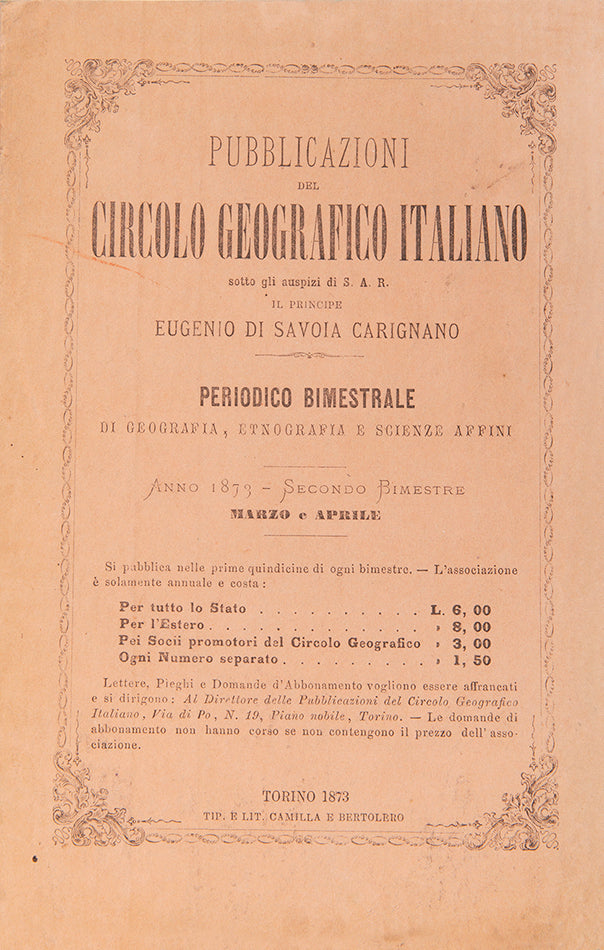 PUBBLICAZIONI
DEL
CIRCOLO GEOGRAFICO ITALIANO
sotto gli auspizi di S. A. R.
IL PRINCIPE
EUGENIO DI SAVOIA CARIGNANO
PERIODICO BIMESTRALE
DI GEOGRAFIA, ETNOGRAFIA E SCIENZE AFFINI
ANNO 1873 - SECONDO BIMESTRE
MARZO e APRILE
Si pubblica nelle prime quindicine di ogni bimestre. — L'associazione
è solamente annuale e costa:
Per tutto lo Stato . . . . . . . . . . L. 6, 00
Per l'Estero . . . . . . . . . . . . . » 8, 00
Pei Socii promotori del Circolo Geografico » 3, 00
Ogni Numero separato . . . . . . . . . » 1, 50
Lettere, Pieghi e Domande d'Abbonamento vogliono essere affrancati
e si dirigono: Al Direttore delle Pubblicazioni del Circolo Geografico
Italiano, Via di Po, N. 19, Piano nobile, Torino. — Le domande di
abbonamento non hanno corso se non contengono il prezzo dell'asso-
ciazione.
TORINO 1873
TIP. E LIT. CAMILLA E BERTOLERO